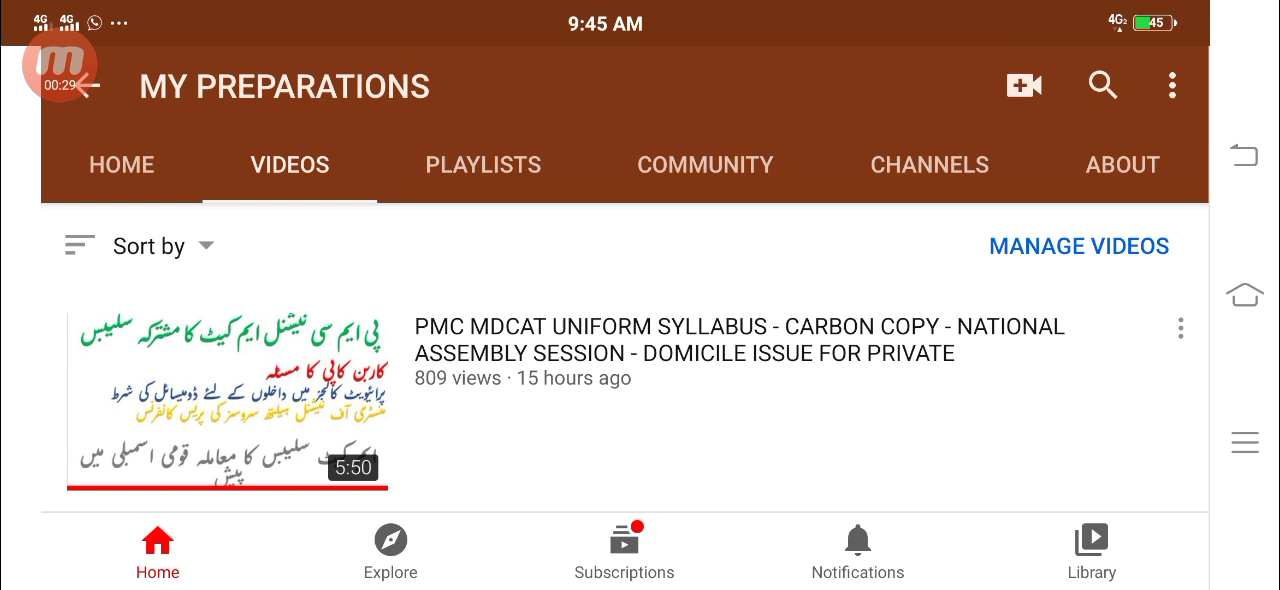 4G 4G ...
9:45 AM
4G2 45
m
00:29
MY PREPARATIONS
HOME VIDEOS PLAYLISTS COMMUNITY CHANNELS ABOUT
Sort by
MANAGE VIDEOS
پی ایم سی نیشنل ایم کیٹ کا مشترکہ سلیبس
کاربن کاپی کا مسئلہ
پرائیویٹ کالجز میں داخلوں کے لئے ڈومیسائل کی شرط
منسٹری آف نیشنل ہیلتھ سروسز کی پریس کانفرنس
ایم کیٹ سلیبس کا معاملہ قومی اسمبلی میں
پیش
5:50
PMC MDCAT UNIFORM SYLLABUS - CARBON COPY - NATIONAL
ASSEMBLY SESSION - DOMICILE ISSUE FOR PRIVATE
809 views · 15 hours ago
Home Explore Subscriptions Notifications Library